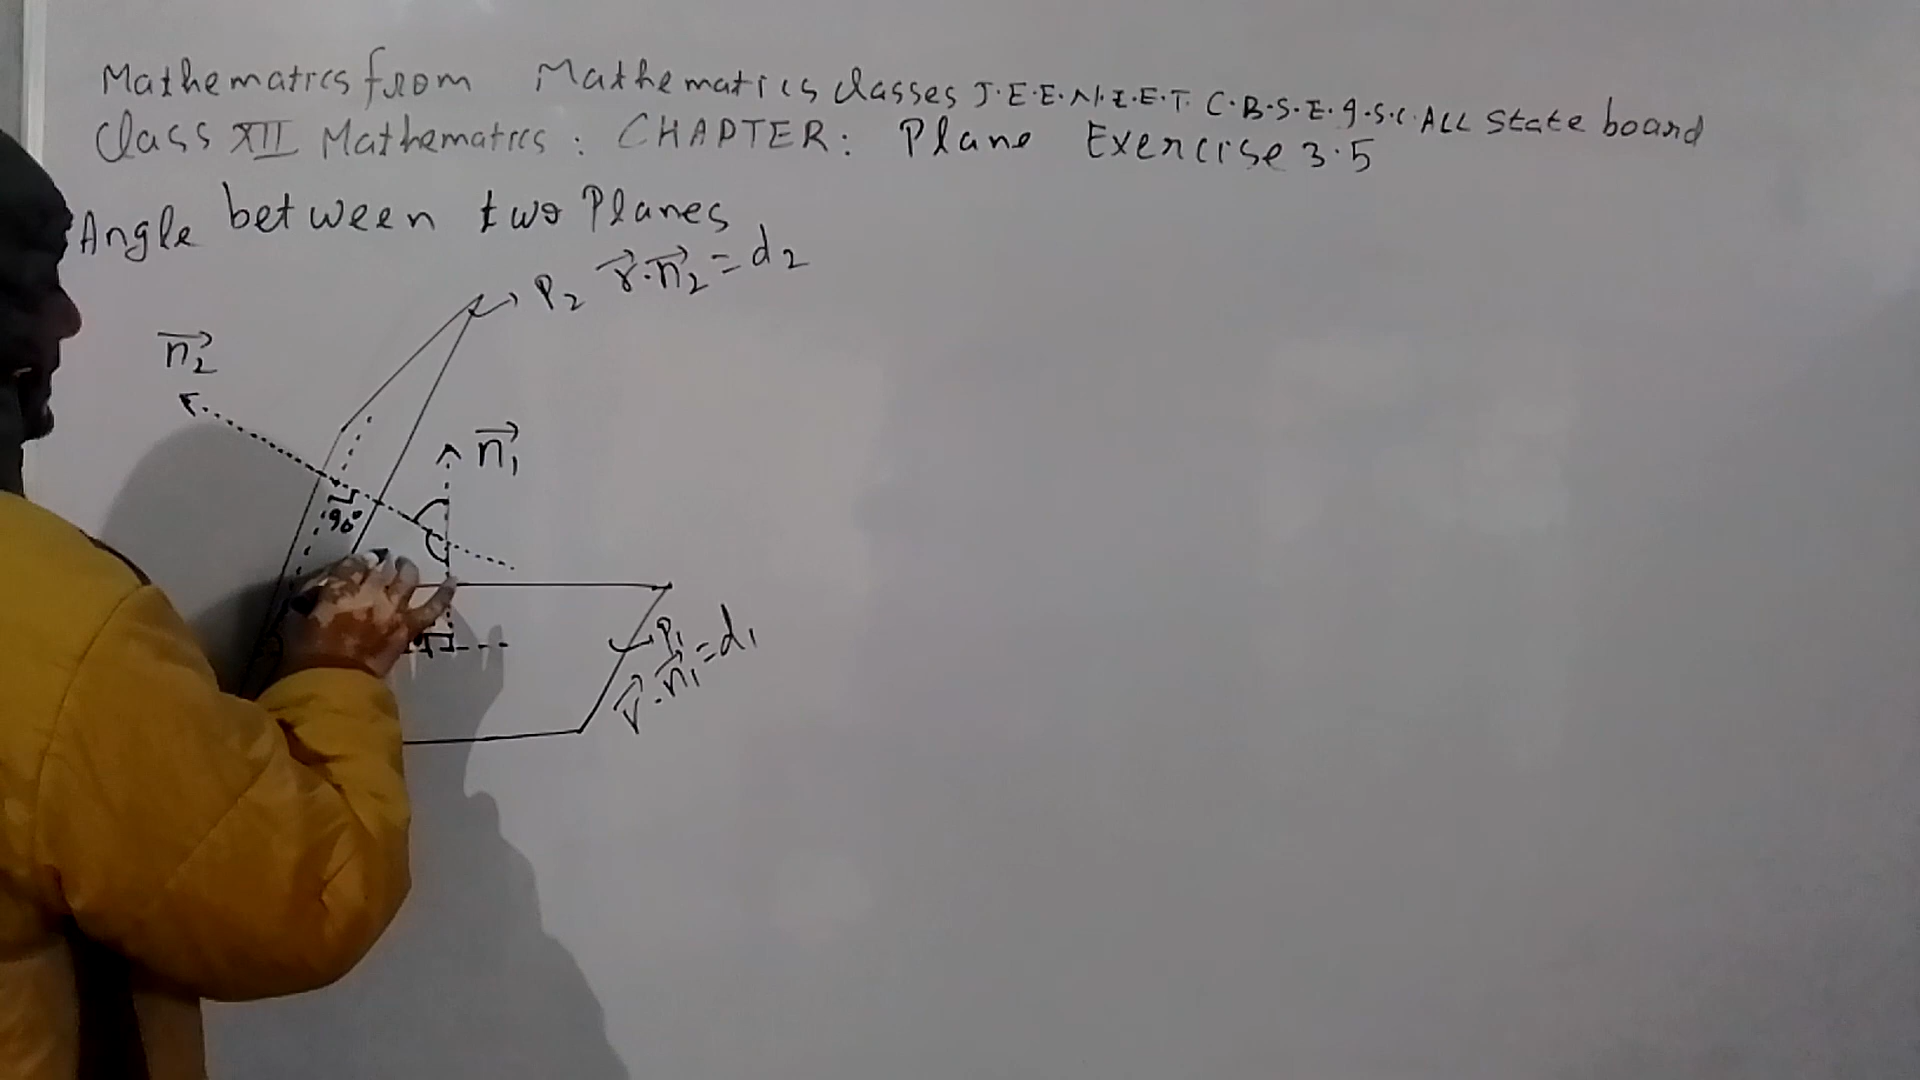 Mathematics from Mathematics classes J.E.E. N.E.E.T. C.B.S.E. I.S.C. ALL State board
Class XII Mathematics : CHAPTER : Plane Exercise 3.5
Angle between two Planes
P₂ r⃗·n⃗₂ = d₂
n⃗₂
n⃗₁
90°
P₁
r⃗·n⃗₁ = d₁